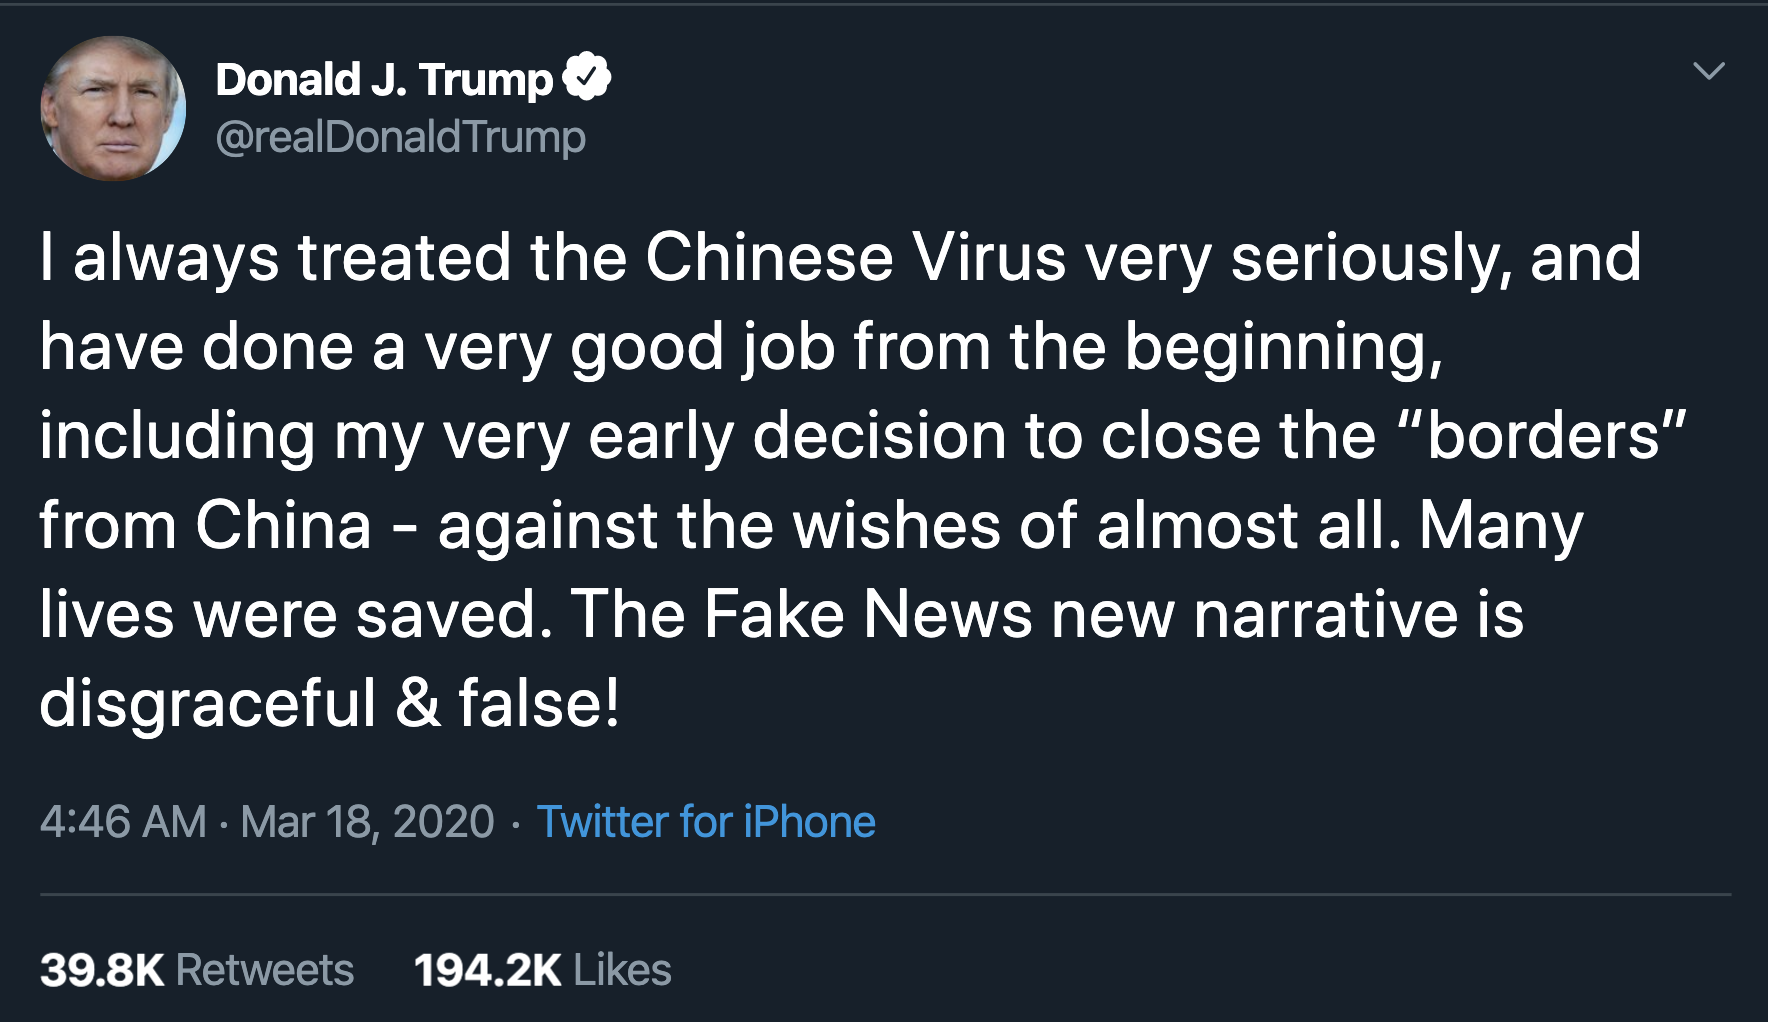 Donald J. Trump
@realDonaldTrump
I always treated the Chinese Virus very seriously, and
have done a very good job from the beginning,
including my very early decision to close the “borders”
from China - against the wishes of almost all. Many
lives were saved. The Fake News new narrative is
disgraceful & false!
4:46 AM · Mar 18, 2020 · Twitter for iPhone
39.8K Retweets 194.2K Likes